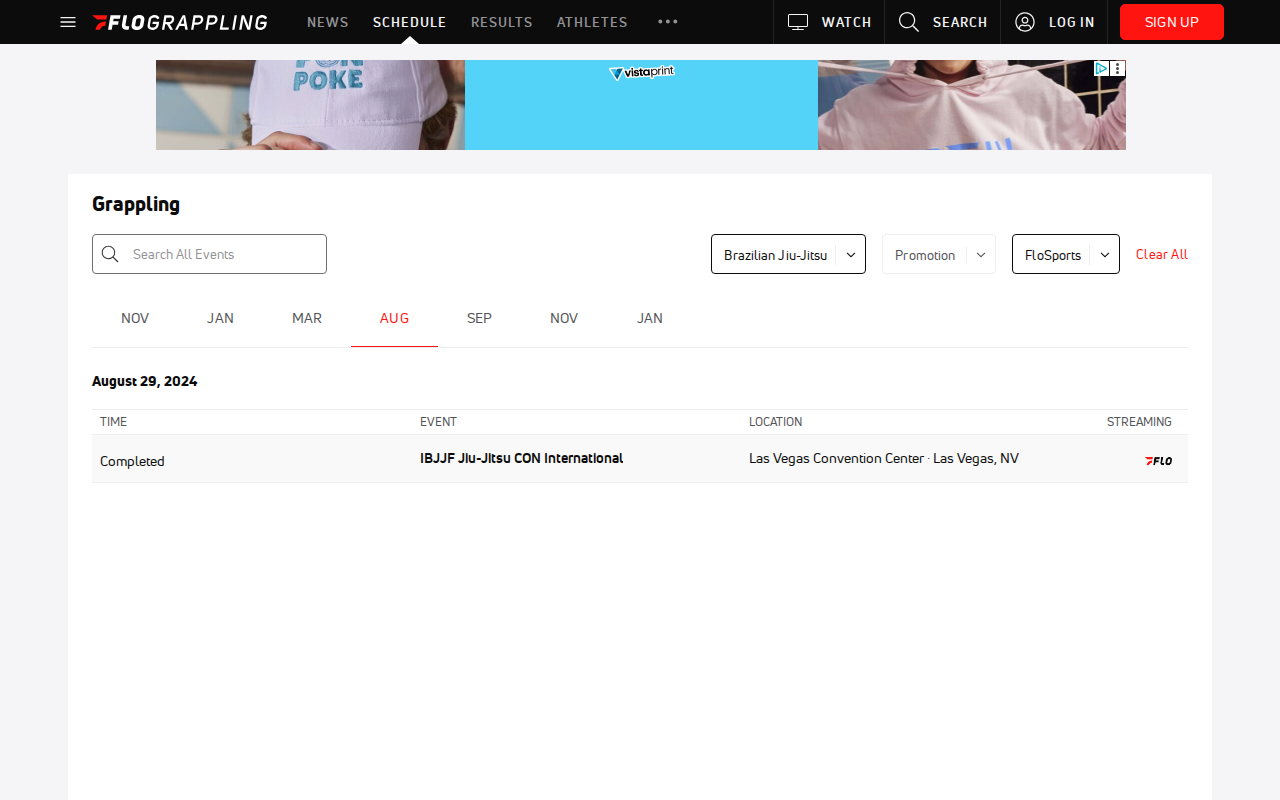 FLOGRAPPLING
NEWS
SCHEDULE
RESULTS
ATHLETES
WATCH
SEARCH
LOG IN
SIGN UP
POKE
vistaprint
Grappling
Search All Events
Brazilian Jiu-Jitsu
Promotion
FloSports
Clear All
NOV
JAN
MAR
AUG
SEP
NOV
JAN
August 29, 2024
TIME
EVENT
LOCATION
STREAMING
Completed
IBJJF Jiu-Jitsu CON International
Las Vegas Convention Center · Las Vegas, NV
FLO